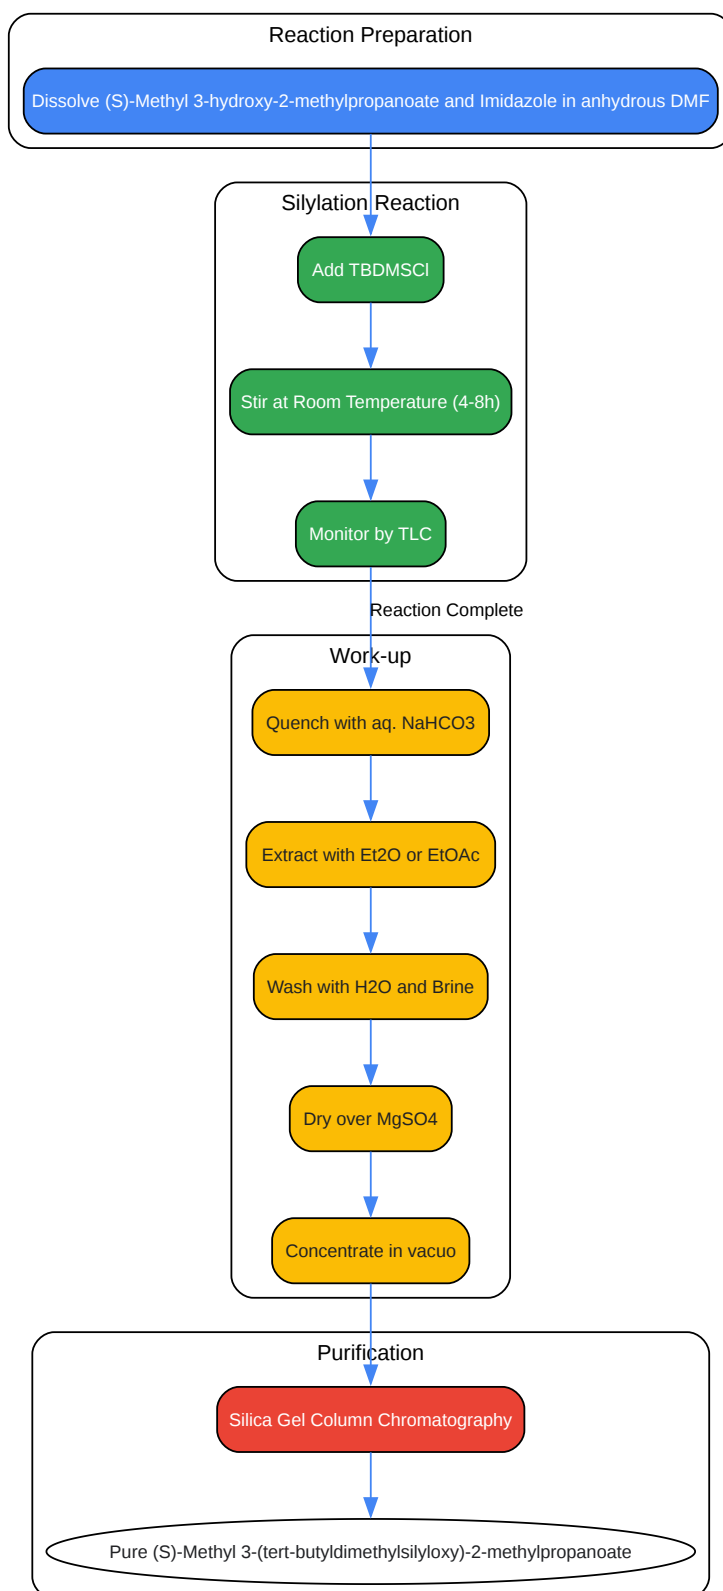 Reaction Preparation
Dissolve (S)-Methyl 3-hydroxy-2-methylpropanoate and Imidazole in anhydrous DMF
Silylation Reaction
Add TBDMSCl
Stir at Room Temperature (4-8h)
Monitor by TLC
Reaction Complete
Work-up
Quench with aq. NaHCO3
Extract with Et2O or EtOAc
Wash with H2O and Brine
Dry over MgSO4
Concentrate in vacuo
Purification
Silica Gel Column Chromatography
Pure (S)-Methyl 3-(tert-butyldimethylsilyloxy)-2-methylpropanoate